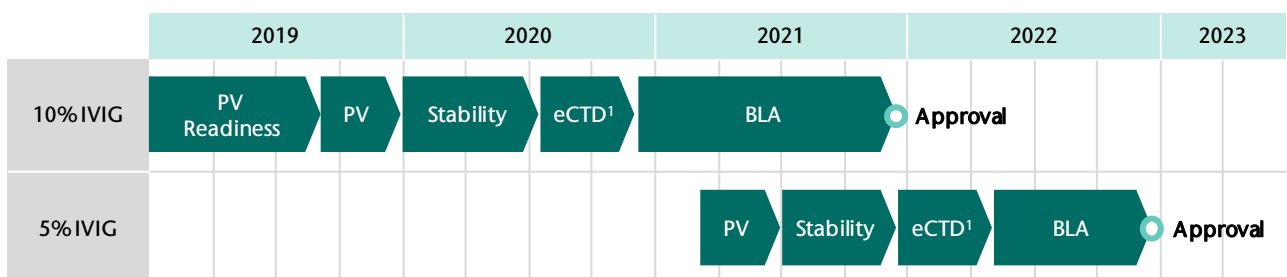 2019 2020 2021 2022 2023
10% IVIG
PV
Readiness
PV
Stability
eCTD¹
BLA
Approval
5% IVIG
PV
Stability
eCTD¹
BLA
Approval